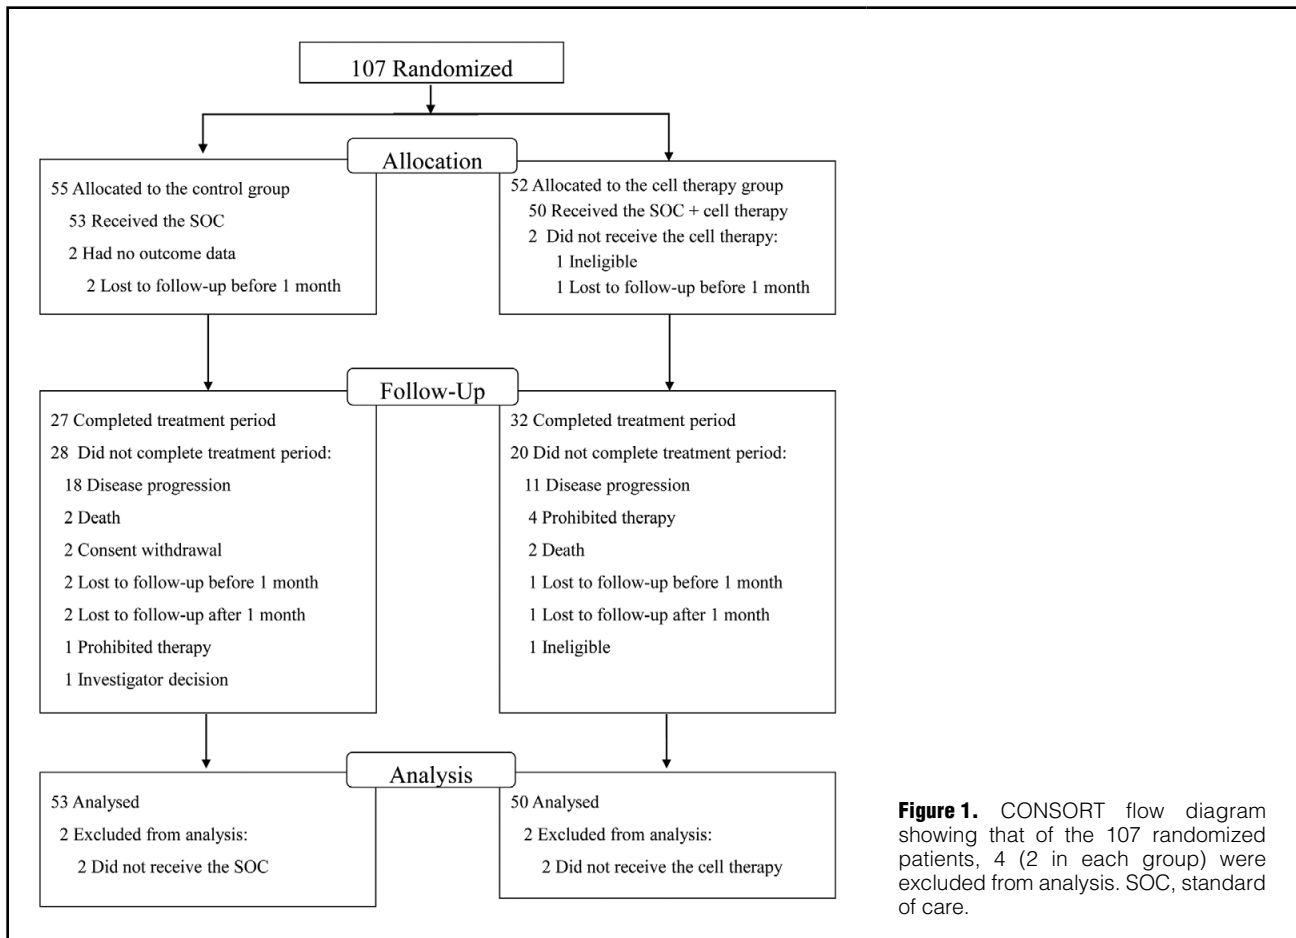 107 Randomized
Allocation
55 Allocated to the control group
53 Received the SOC
2 Had no outcome data
2 Lost to follow-up before 1 month
52 Allocated to the cell therapy group
50 Received the SOC + cell therapy
2 Did not receive the cell therapy:
1 Ineligible
1 Lost to follow-up before 1 month
Follow-Up
27 Completed treatment period
28 Did not complete treatment period:
18 Disease progression
2 Death
2 Consent withdrawal
2 Lost to follow-up before 1 month
2 Lost to follow-up after 1 month
1 Prohibited therapy
1 Investigator decision
32 Completed treatment period
20 Did not complete treatment period:
11 Disease progression
4 Prohibited therapy
2 Death
1 Lost to follow-up before 1 month
1 Lost to follow-up after 1 month
1 Ineligible
Analysis
53 Analysed
2 Excluded from analysis:
2 Did not receive the SOC
50 Analysed
2 Excluded from analysis:
2 Did not receive the cell therapy
Figure 1. CONSORT flow diagram
showing that of the 107 randomized
patients, 4 (2 in each group) were
excluded from analysis. SOC, standard
of care.